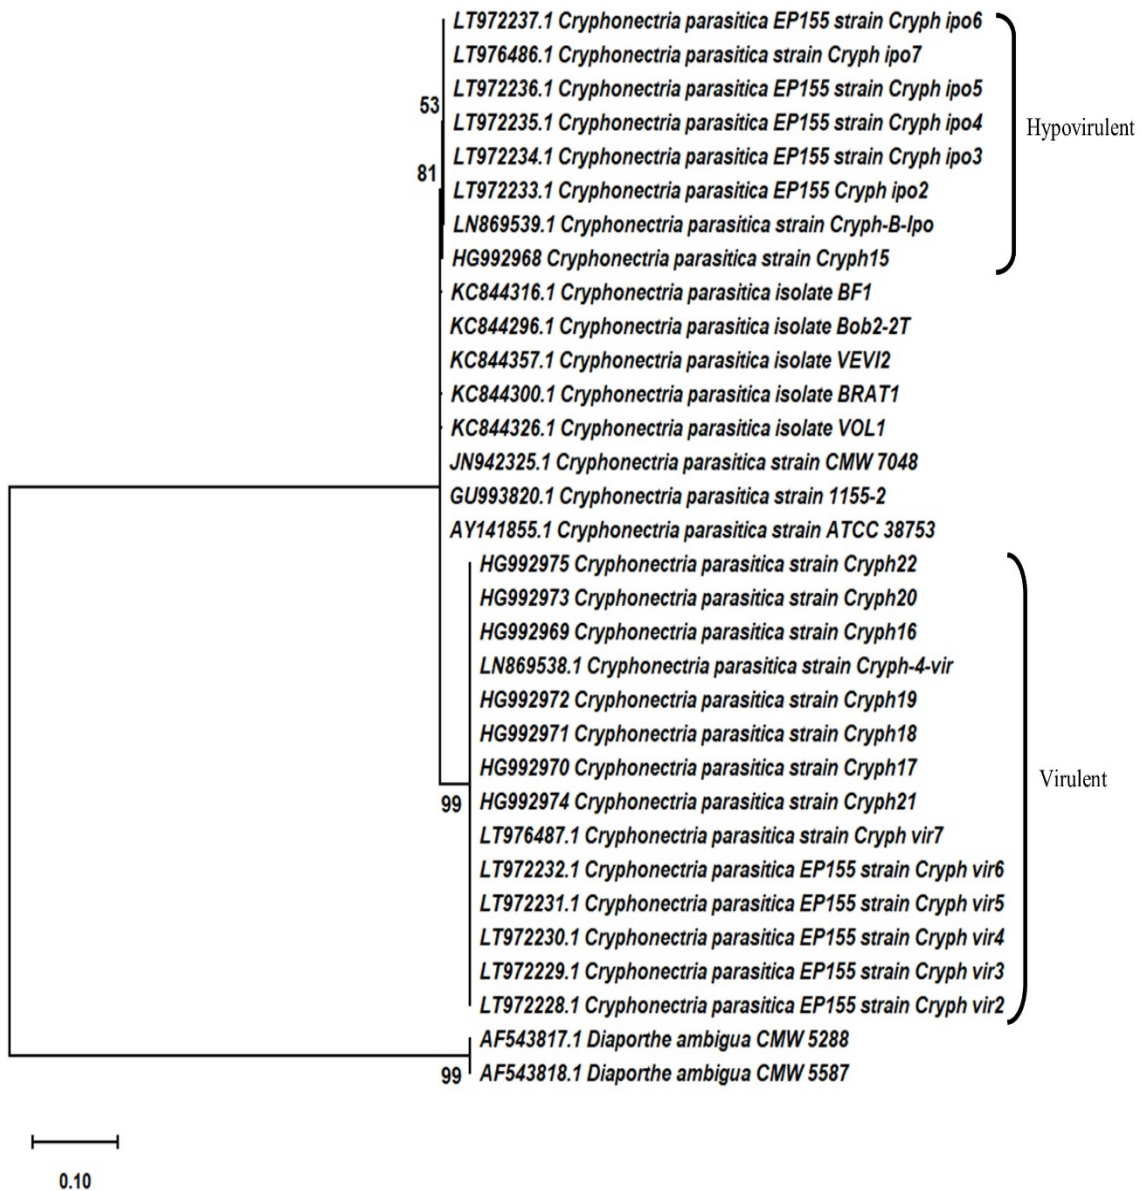 LT972237.1 Cryphonectria parasitica EP155 strain Cryph ipo6
LT976486.1 Cryphonectria parasitica strain Cryph ipo7
LT972236.1 Cryphonectria parasitica EP155 strain Cryph ipo5
53
LT972235.1 Cryphonectria parasitica EP155 strain Cryph ipo4
Hypovirulent
LT972234.1 Cryphonectria parasitica EP155 strain Cryph ipo3
81
LT972233.1 Cryphonectria parasitica EP155 Cryph ipo2
LN869539.1 Cryphonectria parasitica strain Cryph-B-Ipo
HG992968 Cryphonectria parasitica strain Cryph15
KC844316.1 Cryphonectria parasitica isolate BF1
KC844296.1 Cryphonectria parasitica isolate Bob2-2T
KC844357.1 Cryphonectria parasitica isolate VEVI2
KC844300.1 Cryphonectria parasitica isolate BRAT1
KC844326.1 Cryphonectria parasitica isolate VOL1
JN942325.1 Cryphonectria parasitica strain CMW 7048
GU993820.1 Cryphonectria parasitica strain 1155-2
AY141855.1 Cryphonectria parasitica strain ATCC 38753
HG992975 Cryphonectria parasitica strain Cryph22
HG992973 Cryphonectria parasitica strain Cryph20
HG992969 Cryphonectria parasitica strain Cryph16
LN869538.1 Cryphonectria parasitica strain Cryph-4-vir
HG992972 Cryphonectria parasitica strain Cryph19
HG992971 Cryphonectria parasitica strain Cryph18
HG992970 Cryphonectria parasitica strain Cryph17
Virulent
99
HG992974 Cryphonectria parasitica strain Cryph21
LT976487.1 Cryphonectria parasitica strain Cryph vir7
LT972232.1 Cryphonectria parasitica EP155 strain Cryph vir6
LT972231.1 Cryphonectria parasitica EP155 strain Cryph vir5
LT972230.1 Cryphonectria parasitica EP155 strain Cryph vir4
LT972229.1 Cryphonectria parasitica EP155 strain Cryph vir3
LT972228.1 Cryphonectria parasitica EP155 strain Cryph vir2
AF543817.1 Diaporthe ambigua CMW 5288
99
AF543818.1 Diaporthe ambigua CMW 5587
0.10